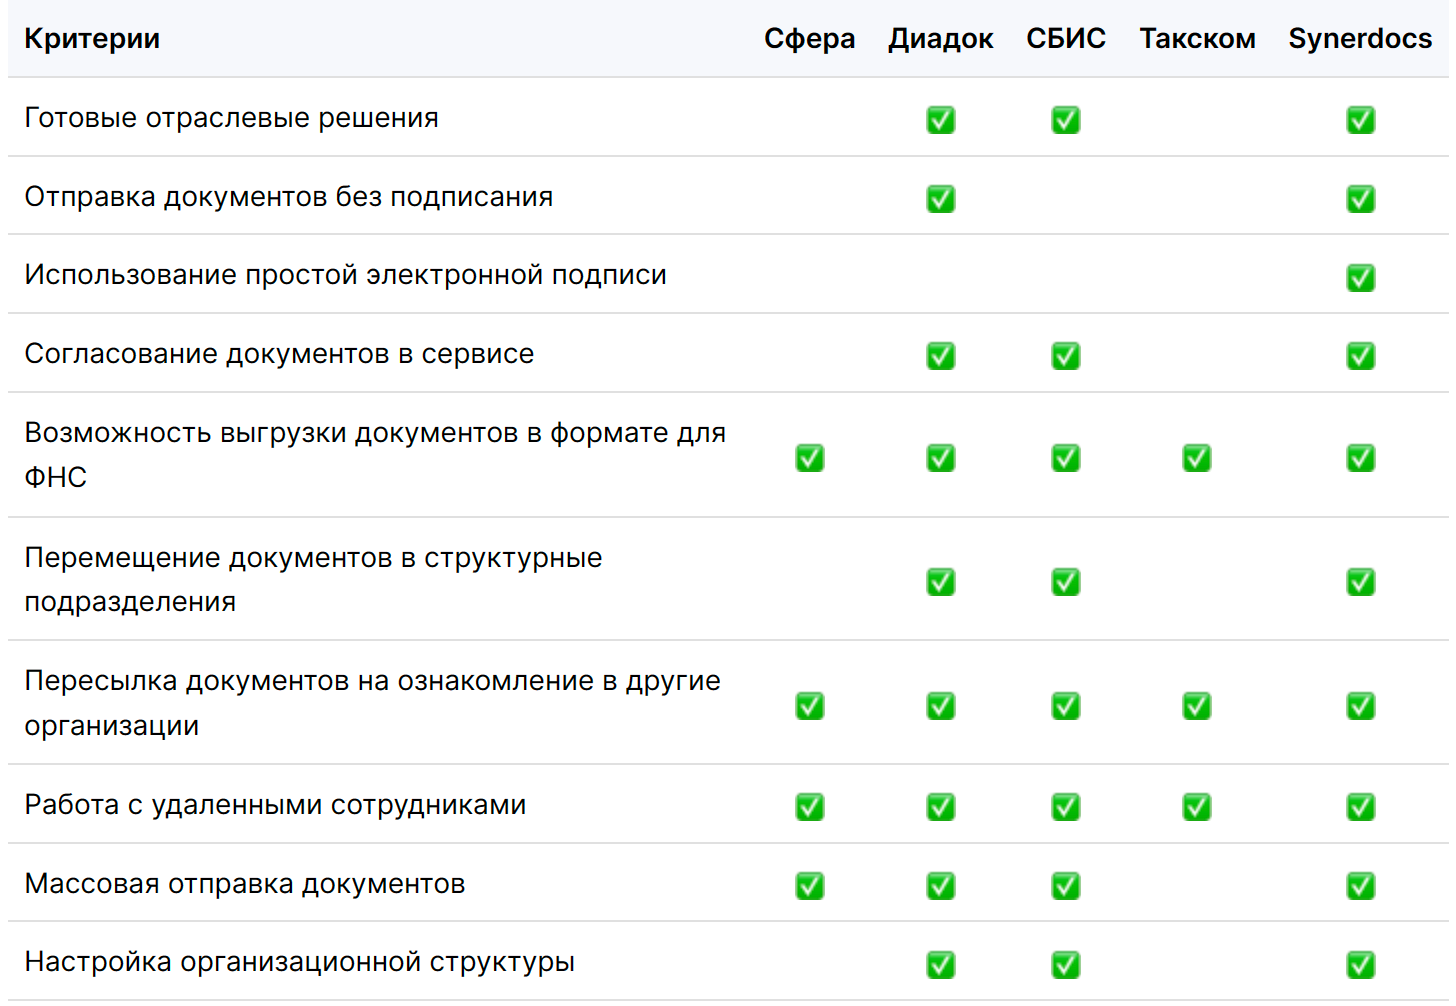 Критерии Сфера Диадок СБИС Такском Synerdocs
Готовые отраслевые решения ✅ ✅ ✅
Отправка документов без подписания ✅ ✅
Использование простой электронной подписи ✅
Согласование документов в сервисе ✅ ✅ ✅
Возможность выгрузки документов в формате для
ФНС ✅ ✅ ✅ ✅ ✅
Перемещение документов в структурные
подразделения ✅ ✅ ✅
Пересылка документов на ознакомление в другие
организации ✅ ✅ ✅ ✅ ✅
Работа с удаленными сотрудниками ✅ ✅ ✅ ✅ ✅
Массовая отправка документов ✅ ✅ ✅ ✅
Настройка организационной структуры ✅ ✅ ✅